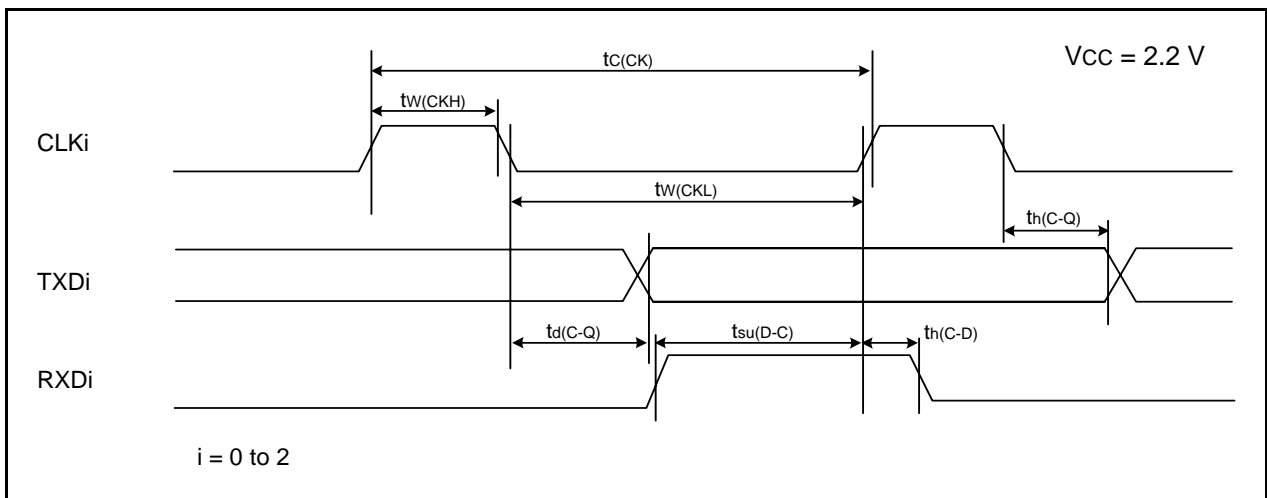 tC(CK)
VCC = 2.2 V
tW(CKH)
CLKi
tW(CKL)
th(C-Q)
TXDi
td(C-Q)
tsu(D-C)
th(C-D)
RXDi
i = 0 to 2